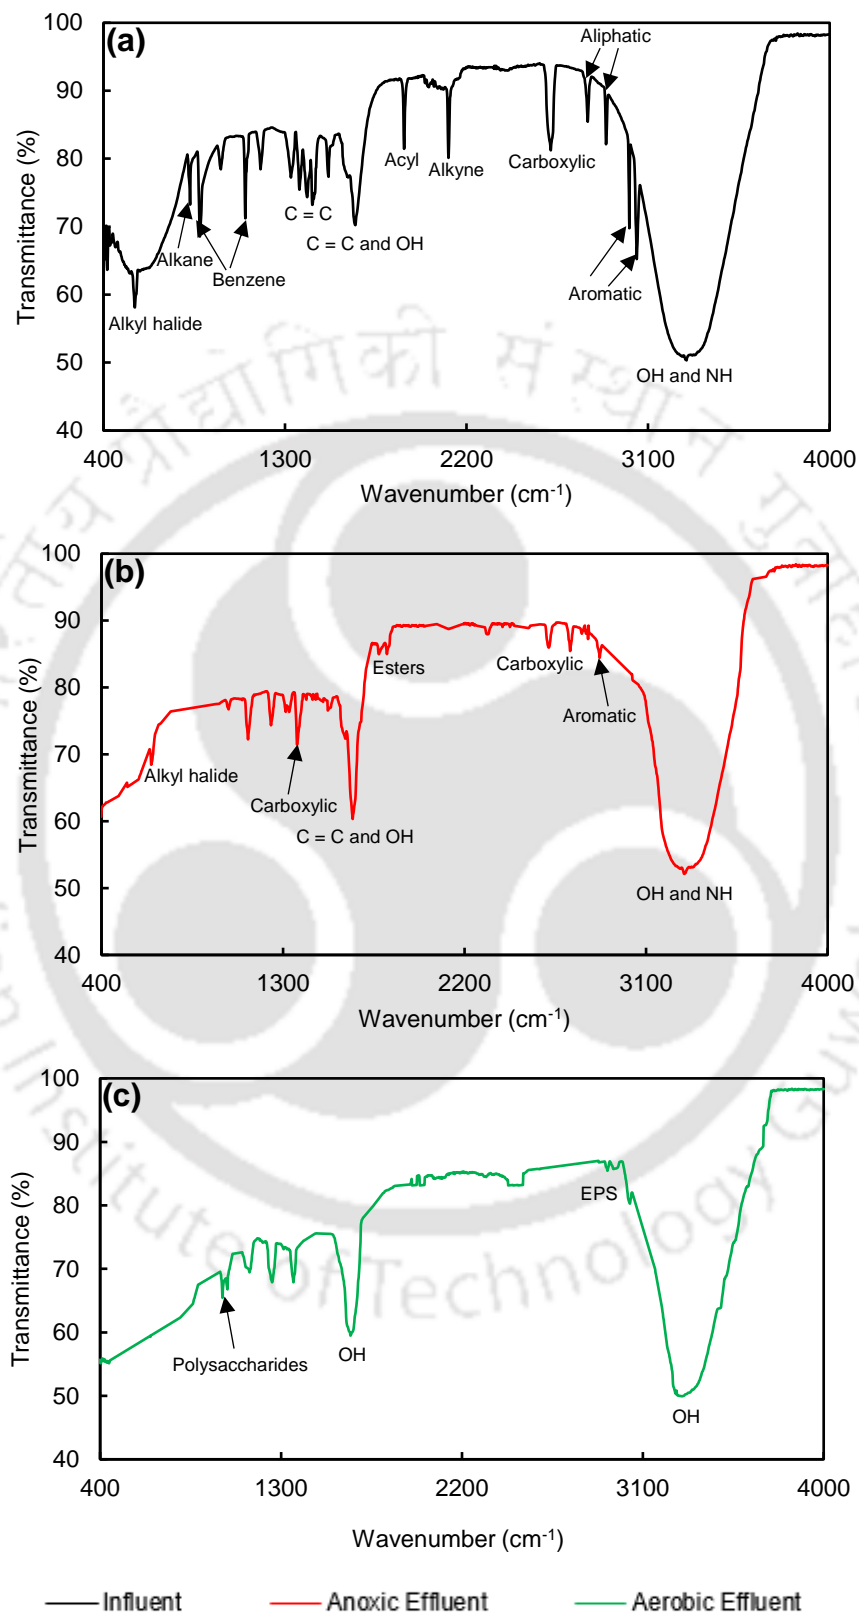 (a)
100
90
80
70
60
50
40
Transmittance (%)
Aliphatic
Acyl
Alkyne
Carboxylic
C = C
C = C and OH
Alkane
Benzene
Aromatic
Alkyl halide
OH and NH
400 1300 2200 3100 4000
Wavenumber (cm-1)
(b)
100
90
80
70
60
50
40
Transmittance (%)
Esters
Carboxylic
Aromatic
Alkyl halide
Carboxylic
C = C and OH
OH and NH
400 1300 2200 3100 4000
Wavenumber (cm-1)
(c)
100
90
80
70
60
50
40
Transmittance (%)
EPS
Polysaccharides
OH
OH
400 1300 2200 3100 4000
Wavenumber (cm-1)
Influent Anoxic Effluent Aerobic Effluent
Institute of Technology Guwa